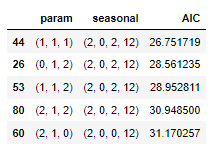 param seasonal AIC
44 (1, 1, 1) (2, 0, 2, 12) 26.751719
26 (0, 1, 2) (2, 0, 2, 12) 28.561235
53 (1, 1, 2) (2, 0, 2, 12) 28.952811
80 (2, 1, 2) (2, 0, 2, 12) 30.948500
60 (2, 1, 0) (2, 0, 0, 12) 31.170257